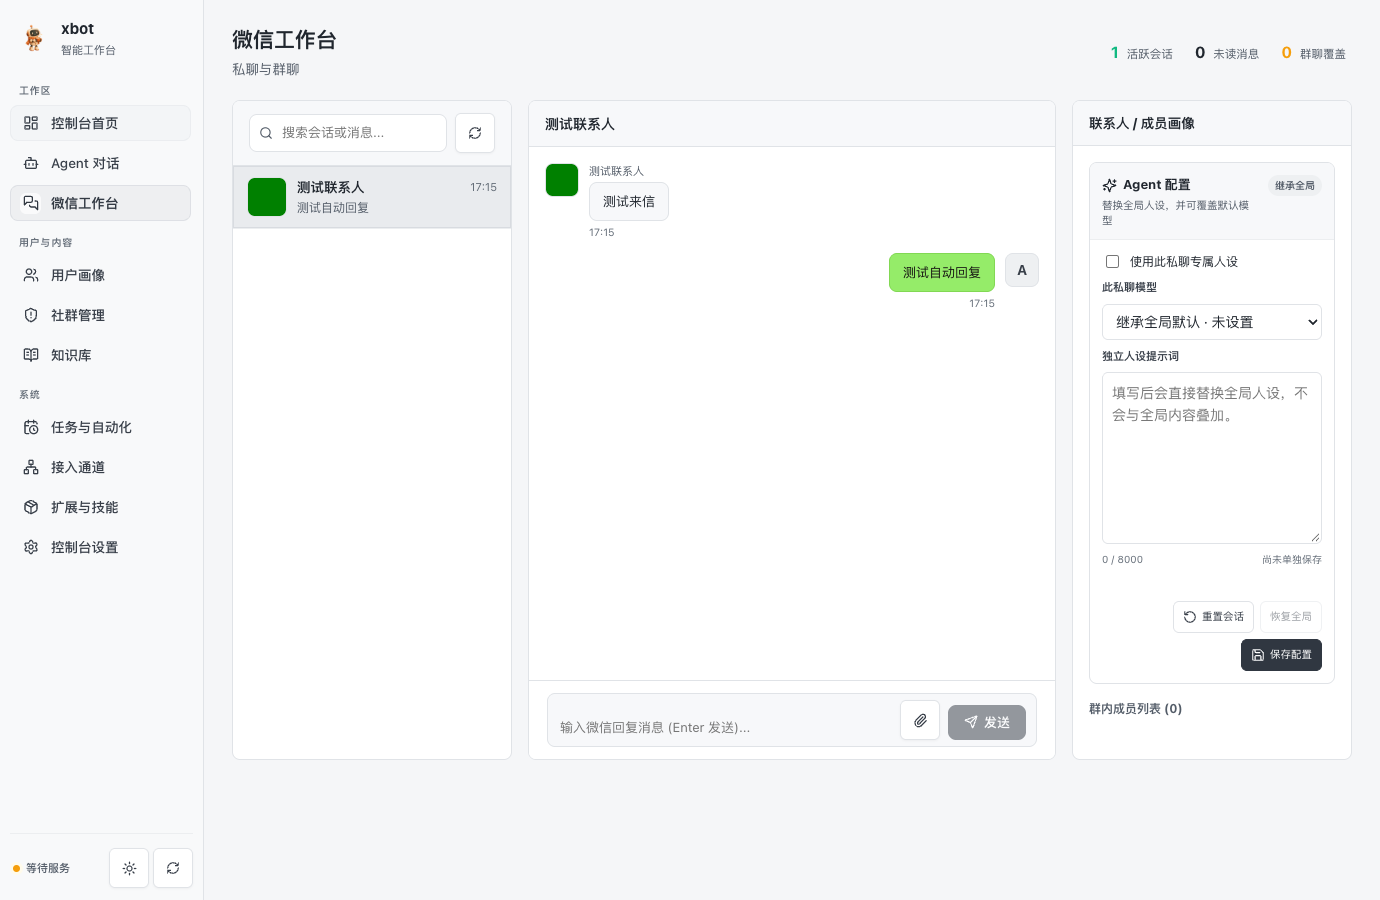 xbot
智能工作台
工作区
控制台首页
Agent 对话
微信工作台
用户与内容
用户画像
社群管理
知识库
系统
任务与自动化
接入通道
扩展与技能
控制台设置
等待服务
微信工作台
私聊与群聊
1 活跃会话 0 未读消息 0 群聊覆盖
搜索会话或消息...
测试联系人 17:15
测试自动回复
测试联系人
测试联系人
测试来信
17:15
测试自动回复 A
17:15
输入微信回复消息 (Enter 发送)...
发送
联系人 / 成员画像
Agent 配置 继承全局
替换全局人设，并可覆盖默认模
型
使用此私聊专属人设
此私聊模型
继承全局默认 · 未设置
独立人设提示词
填写后会直接替换全局人设，不
会与全局内容叠加。
0 / 8000 尚未单独保存
重置会话 恢复全局
保存配置
群内成员列表 (0)